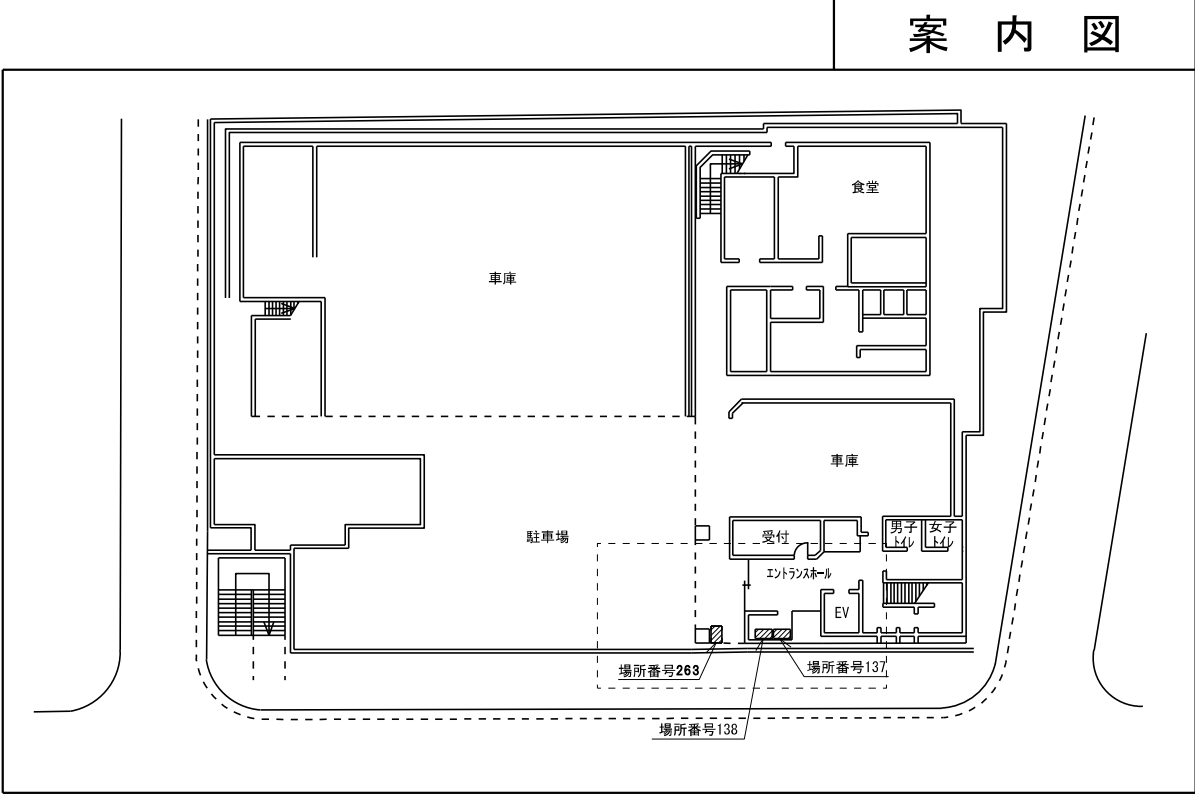 案内図
食堂
車庫
車庫
駐車場
受付
男子
トイレ
女子
トイレ
エントランスホール
EV
場所番号263
場所番号137
場所番号138